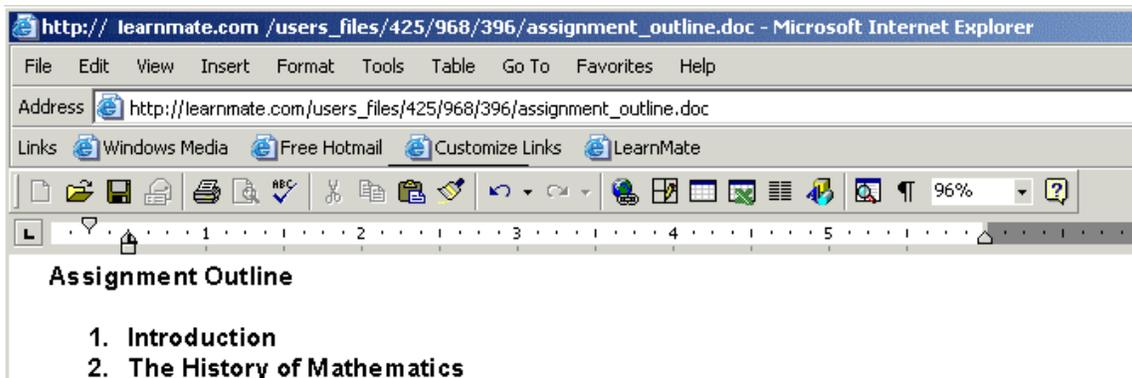 http:// learnmate.com /users_files/425/968/396/assignment_outline.doc - Microsoft Internet Explorer
File Edit View Insert Format Tools Table Go To Favorites Help
Address http://learnmate.com/users_files/425/968/396/assignment_outline.doc
Links Windows Media Free Hotmail Customize Links LearnMate
ABC 96%
L 1 2 3 4 5
Assignment Outline
1. Introduction
2. The History of Mathematics